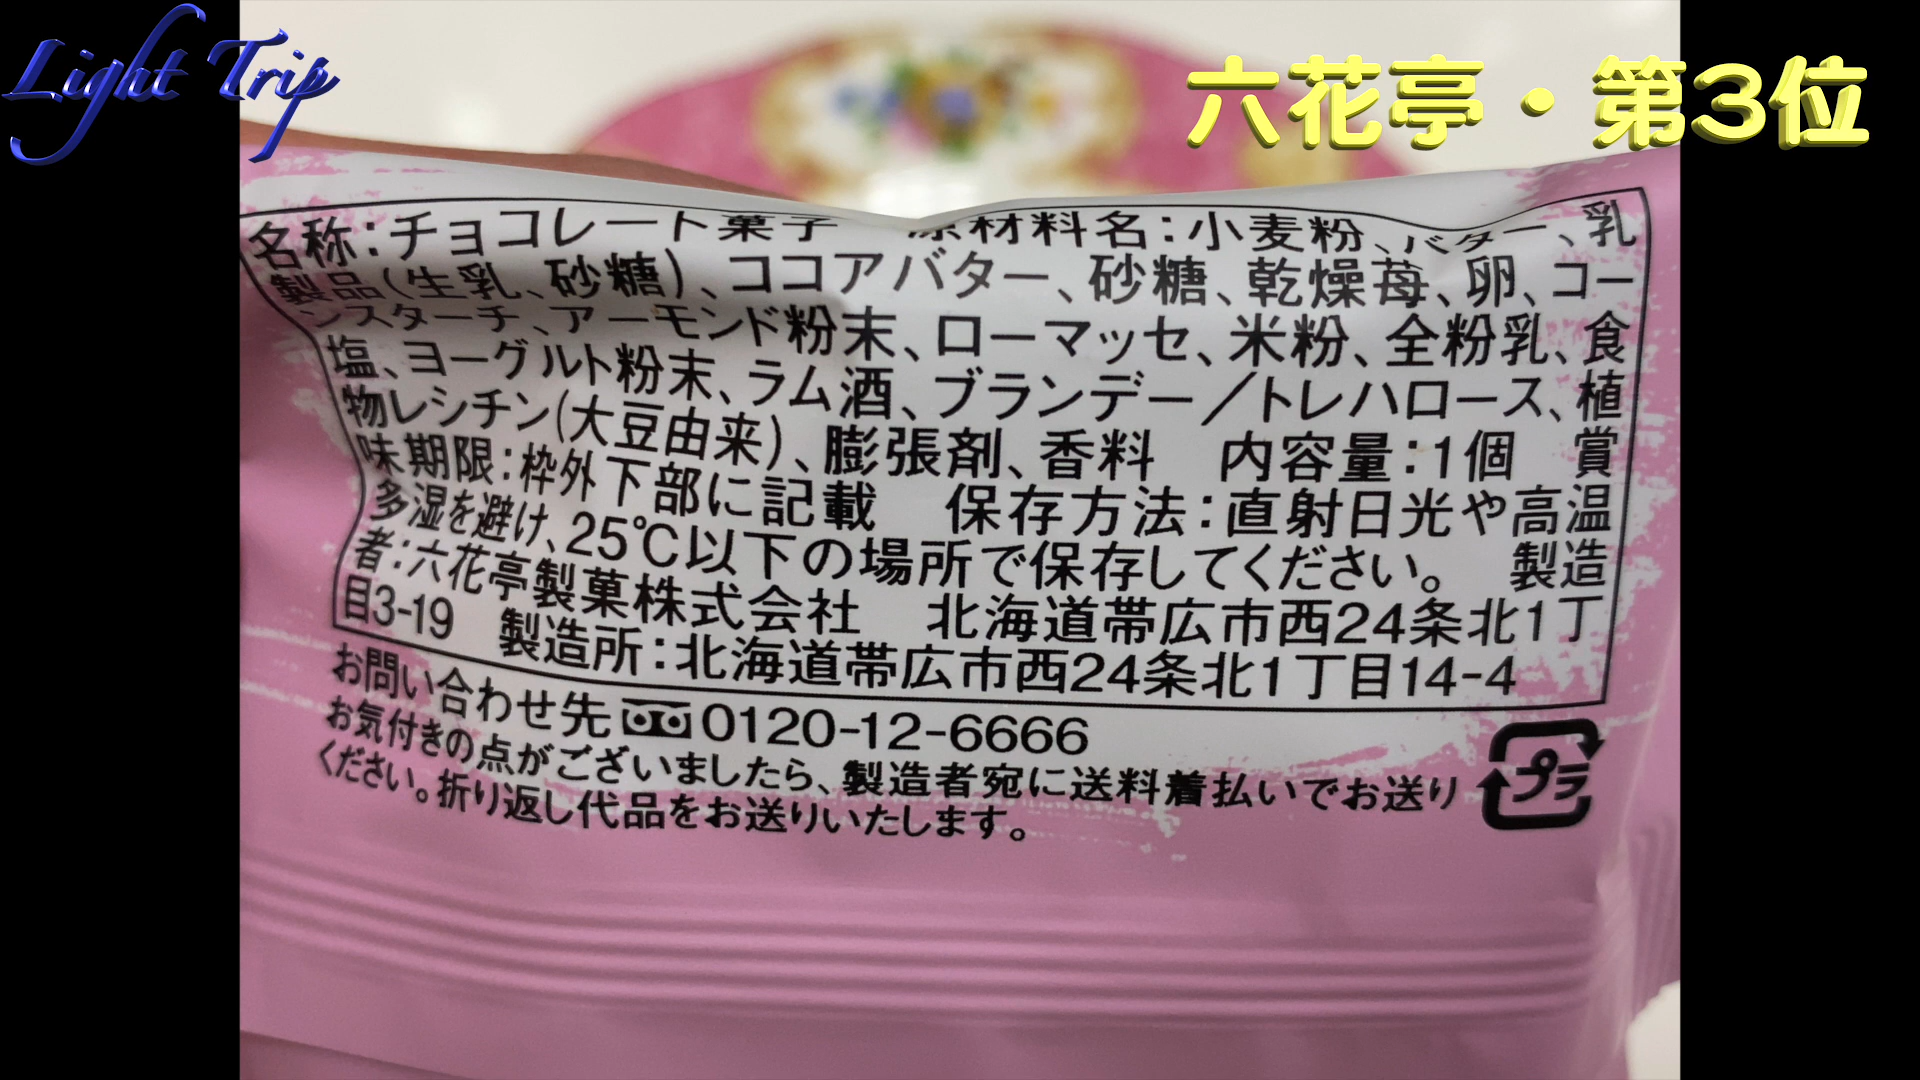 Light Trip
六花亭・第3位
名称:チョコレート菓子　原材料名:小麦粉、バター、乳
製品(生乳、砂糖)、ココアバター、砂糖、乾燥苺、卵、コー
ンスターチ、アーモンド粉末、ローマッセ、米粉、全粉乳、食
塩、ヨーグルト粉末、ラム酒、ブランデー／トレハロース、植
物レシチン(大豆由来)、膨張剤、香料　内容量:1個　賞
味期限:枠外下部に記載　保存方法:直射日光や高温
多湿を避け、25℃以下の場所で保存してください。　製造
者:六花亭製菓株式会社　北海道帯広市西24条北1丁
目3-19　製造所:北海道帯広市西24条北1丁目14-4
お問い合わせ先 0120-12-6666
お気付きの点がございましたら、製造者宛に送料着払いでお送り
ください。折り返し代品をお送りいたします。
プラ